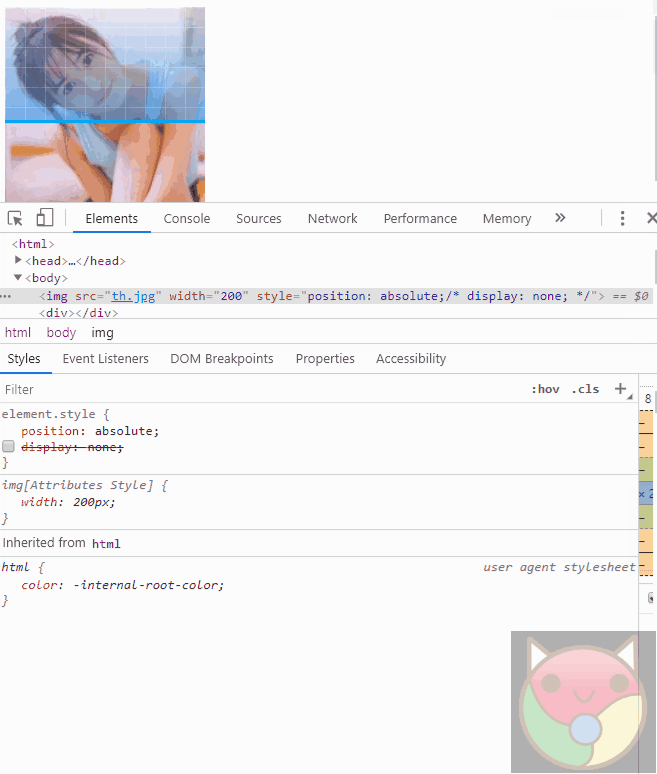 Elements Console Sources Network Performance Memory »
<html>
<head>…</head>
<body>
… <img src="th.jpg" width="200" style="position: absolute;/* display: none; */"> == $0
<div></div>
html body img
Styles Event Listeners DOM Breakpoints Properties Accessibility
Filter :hov .cls +
8
element.style {
position: absolute;
display: none;
}
img[Attributes Style] {
width: 200px;
}
Inherited from html
html { user agent stylesheet
color: -internal-root-color;
}